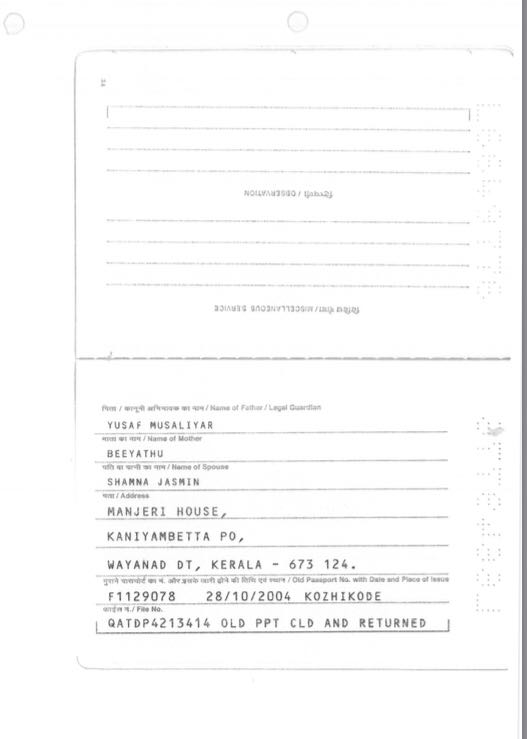 34
टिप्पणी / OBSERVATION
विविध सेवा / MISCELLANEOUS SERVICE
पिता / कानूनी अभिभावक का नाम / Name of Father / Legal Guardian
YUSAF MUSALIYAR
माता का नाम / Name of Mother
BEEYATHU
पति या पत्नी का नाम / Name of Spouse
SHAMNA JASMIN
पता / Address
MANJERI HOUSE,
KANIYAMBETTA PO,
WAYANAD DT, KERALA - 673 124.
पुराने पासपोर्ट का न. और इसके जारी होने की तिथि एवं स्थान / Old Passport No. with Date and Place of Issue
F1129078 28/10/2004 KOZHIKODE
फाईल न./ File No.
QATDP4213414 OLD PPT CLD AND RETURNED